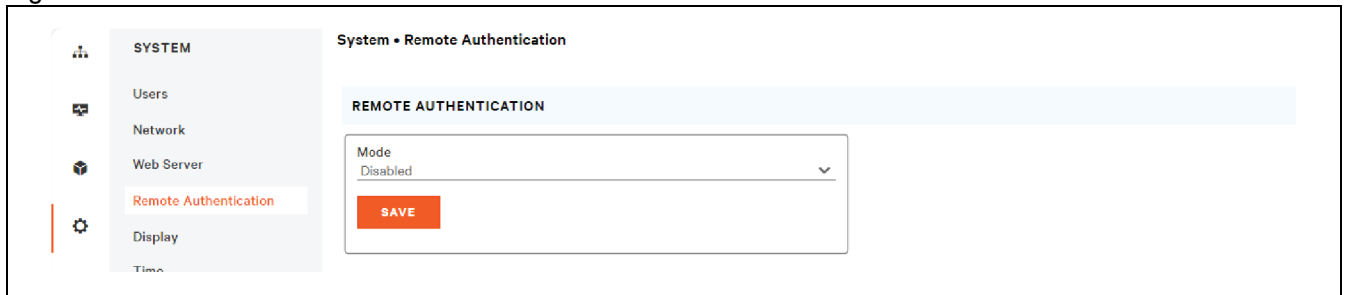 SYSTEM
Users
Network
Web Server
Remote Authentication
Display
System • Remote Authentication
REMOTE AUTHENTICATION
Mode
Disabled
SAVE